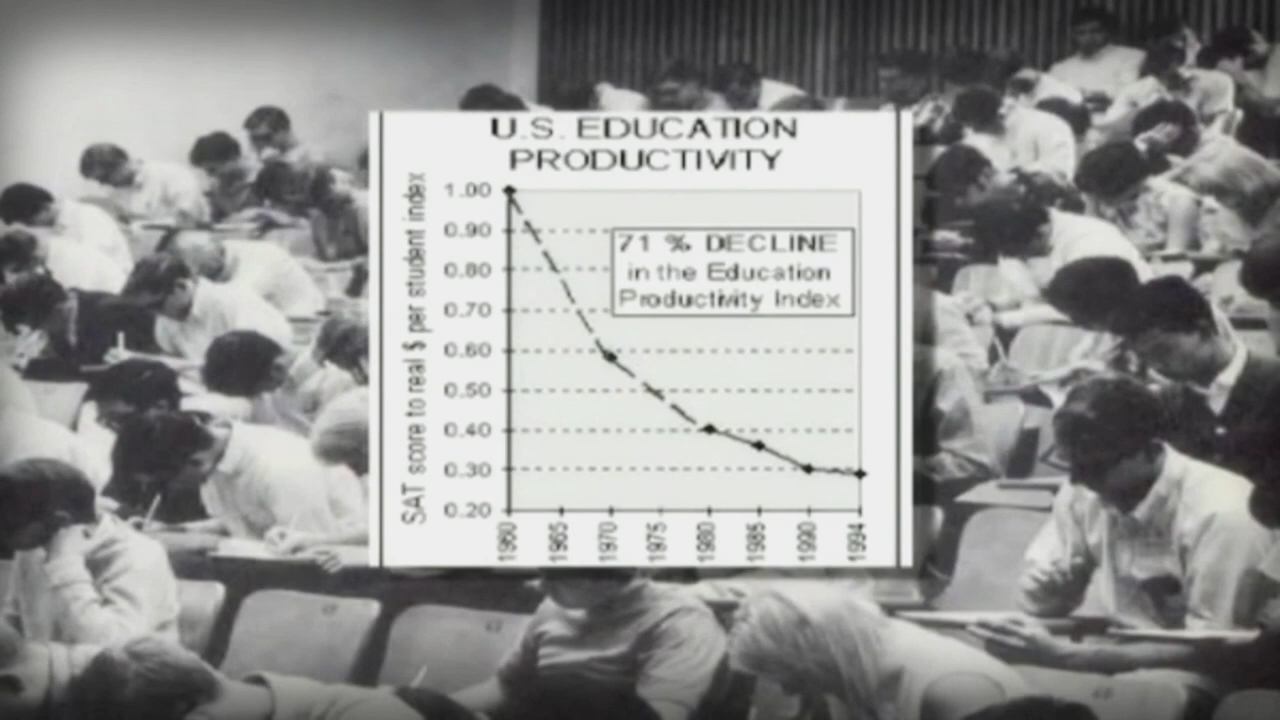 U.S. EDUCATION
PRODUCTIVITY
SAT score to real $ per student index
1.00
0.90
0.80
0.70
0.60
0.50
0.40
0.30
0.20
71 % DECLINE
in the Education
Productivity Index
1960
1965
1970
1975
1980
1985
1990
1994